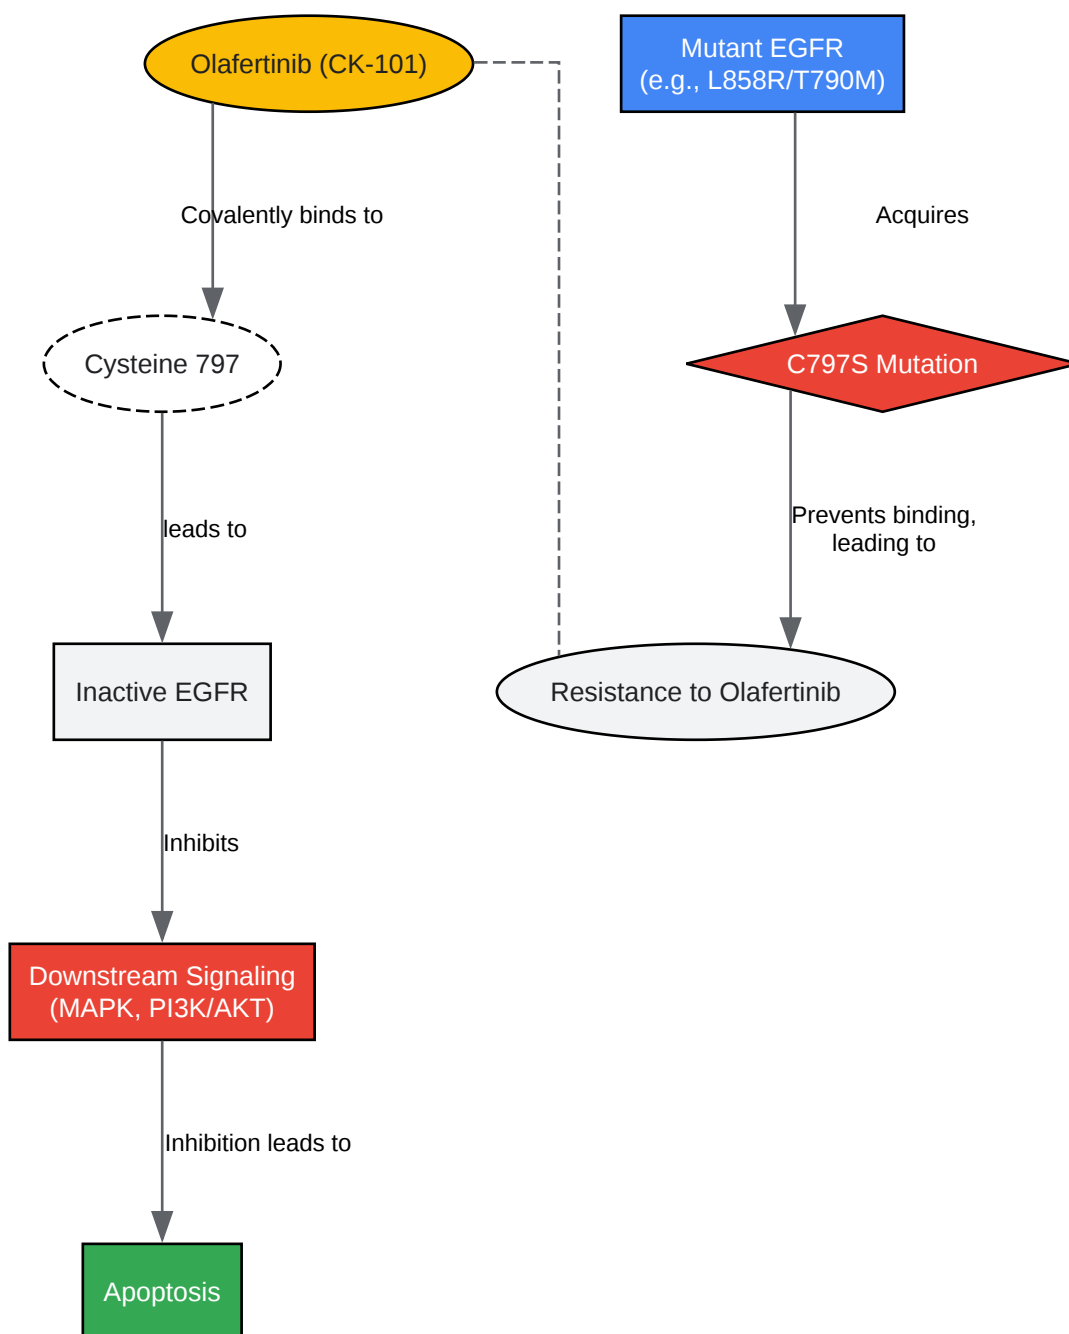 Olafertinib (CK-101)
Mutant EGFR
(e.g., L858R/T790M)
Covalently binds to
Acquires
Cysteine 797
C797S Mutation
leads to
Prevents binding,
leading to
Inactive EGFR
Resistance to Olafertinib
Inhibits
Downstream Signaling
(MAPK, PI3K/AKT)
Inhibition leads to
Apoptosis